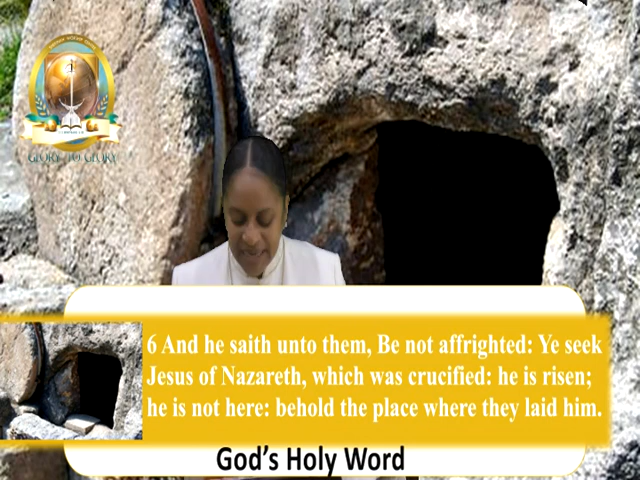 GLORY TO GLORY
6 And he saith unto them, Be not affrighted: Ye seek
Jesus of Nazareth, which was crucified: he is risen;
he is not here: behold the place where they laid him.
God's Holy Word